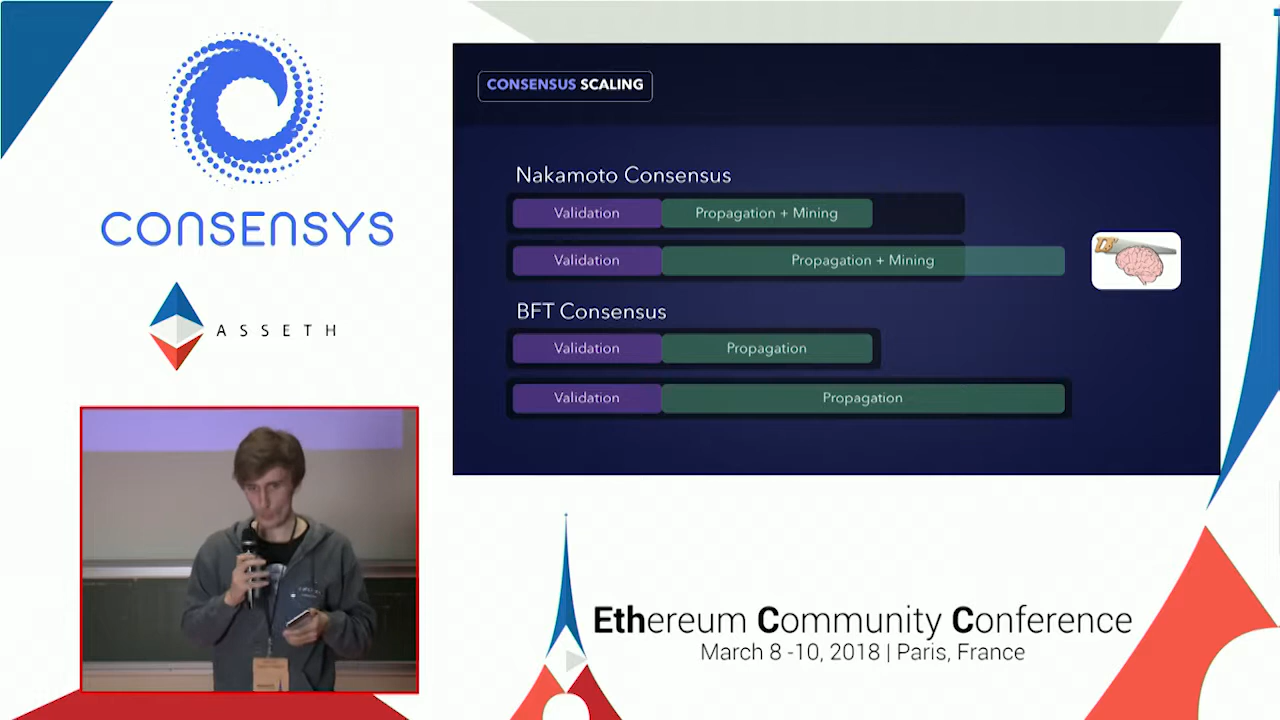 CONSENSYS
ASSETH
CONSENSUS SCALING
Nakamoto Consensus
Validation Propagation + Mining
Validation Propagation + Mining
BFT Consensus
Validation Propagation
Validation Propagation
Ethereum Community Conference
March 8 -10, 2018 | Paris, France